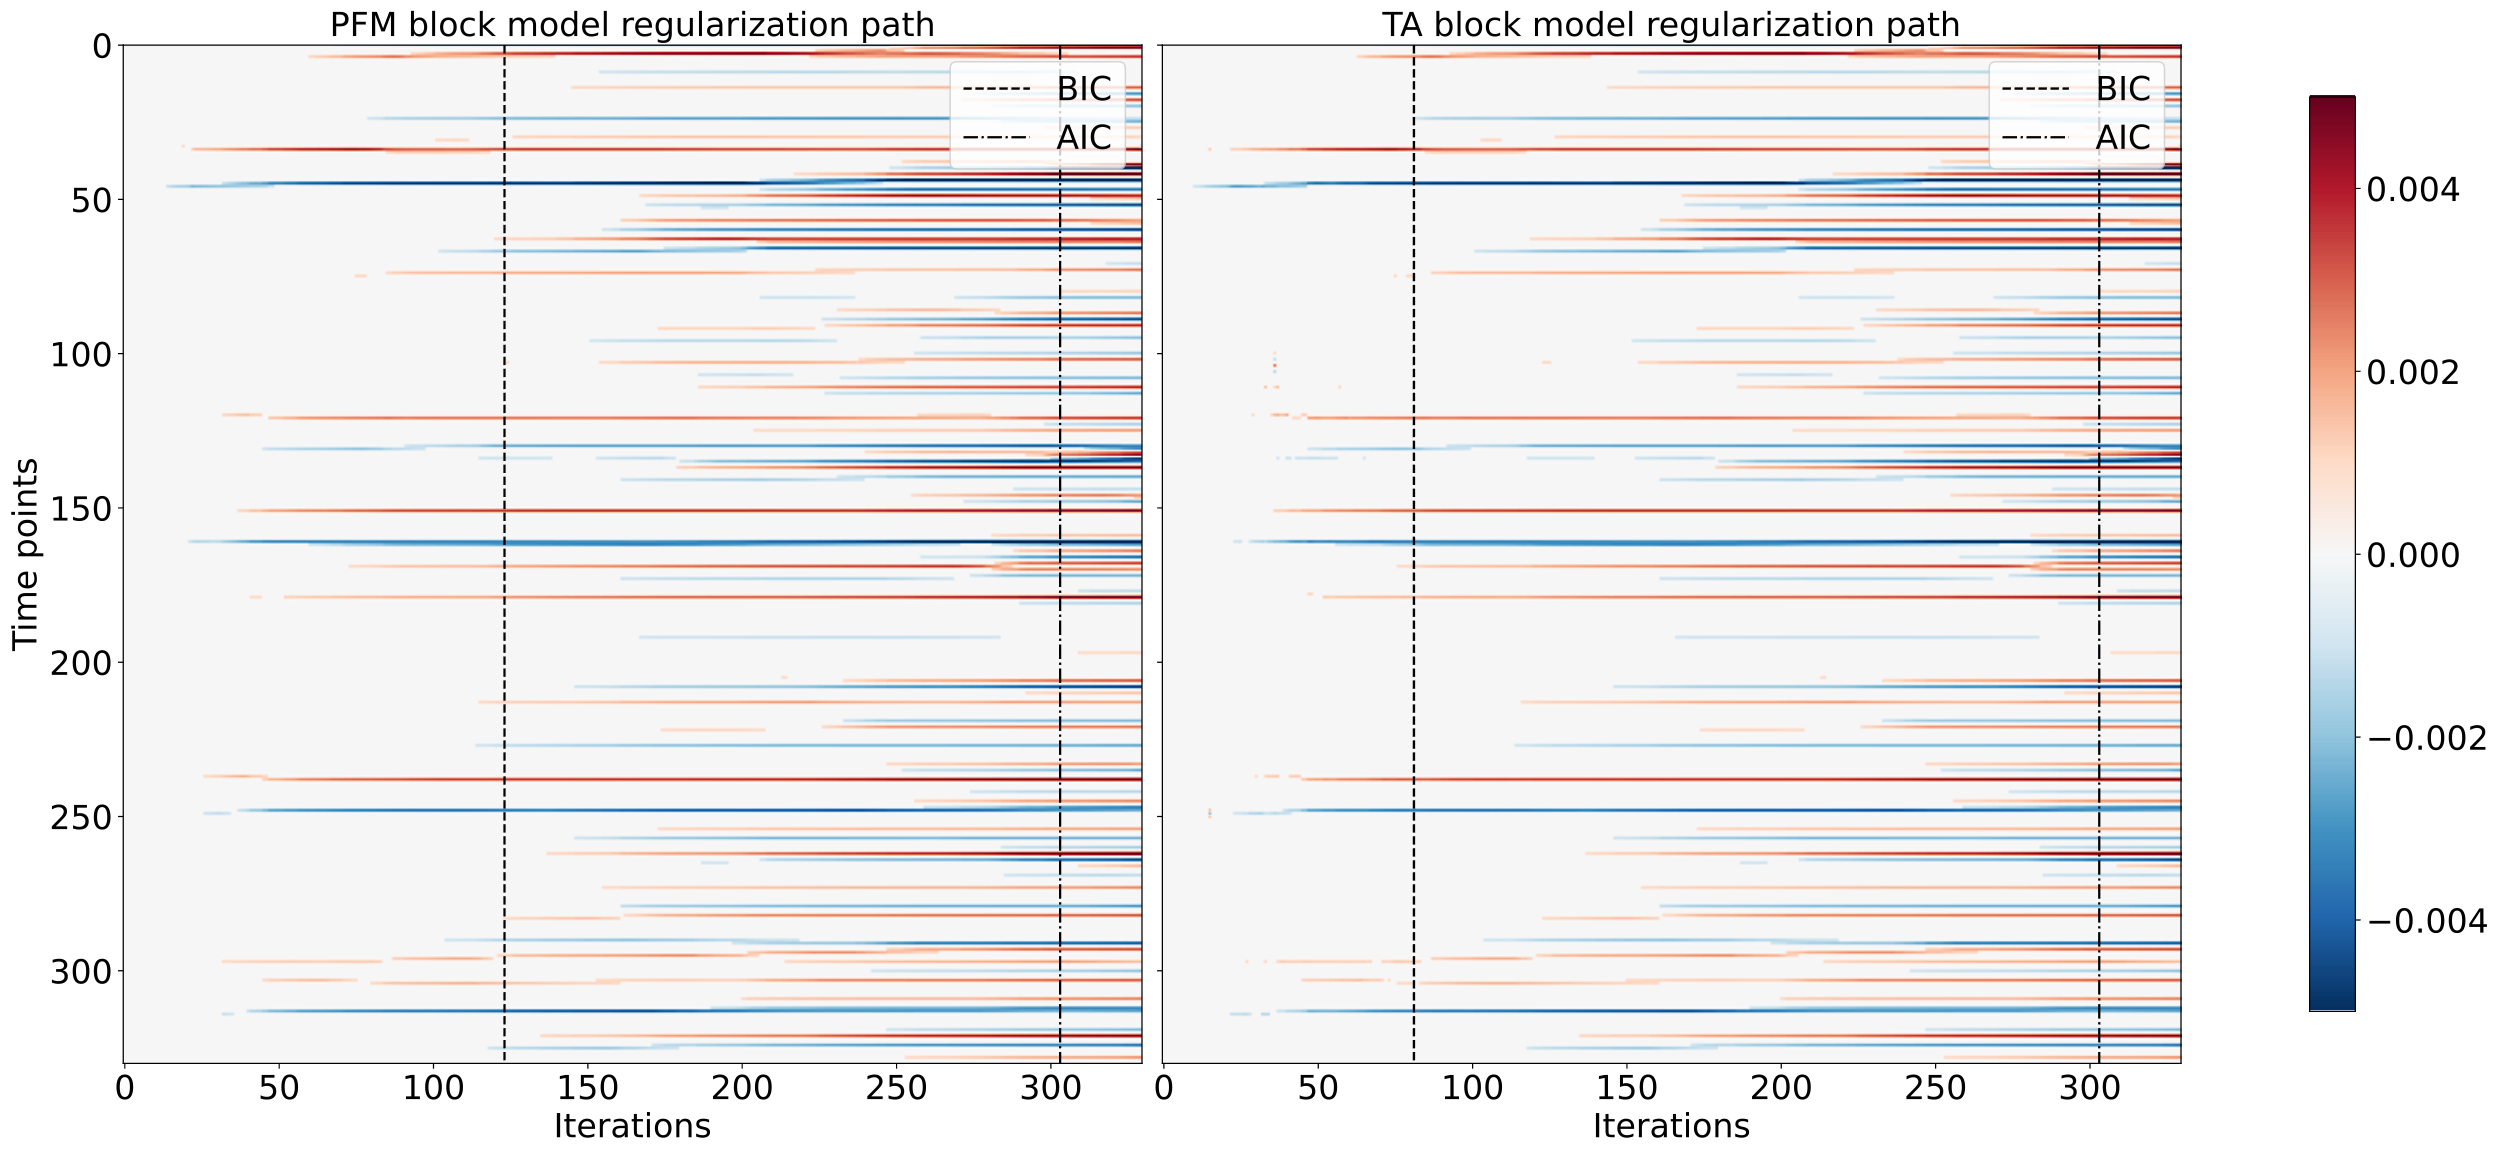 PFM block model regularization path
TA block model regularization path
BIC
AIC
BIC
AIC
0
50
100
150
200
250
300
Time points
0 50 100 150 200 250 300
0 50 100 150 200 250 300
Iterations
Iterations
0.004
0.002
0.000
−0.002
−0.004